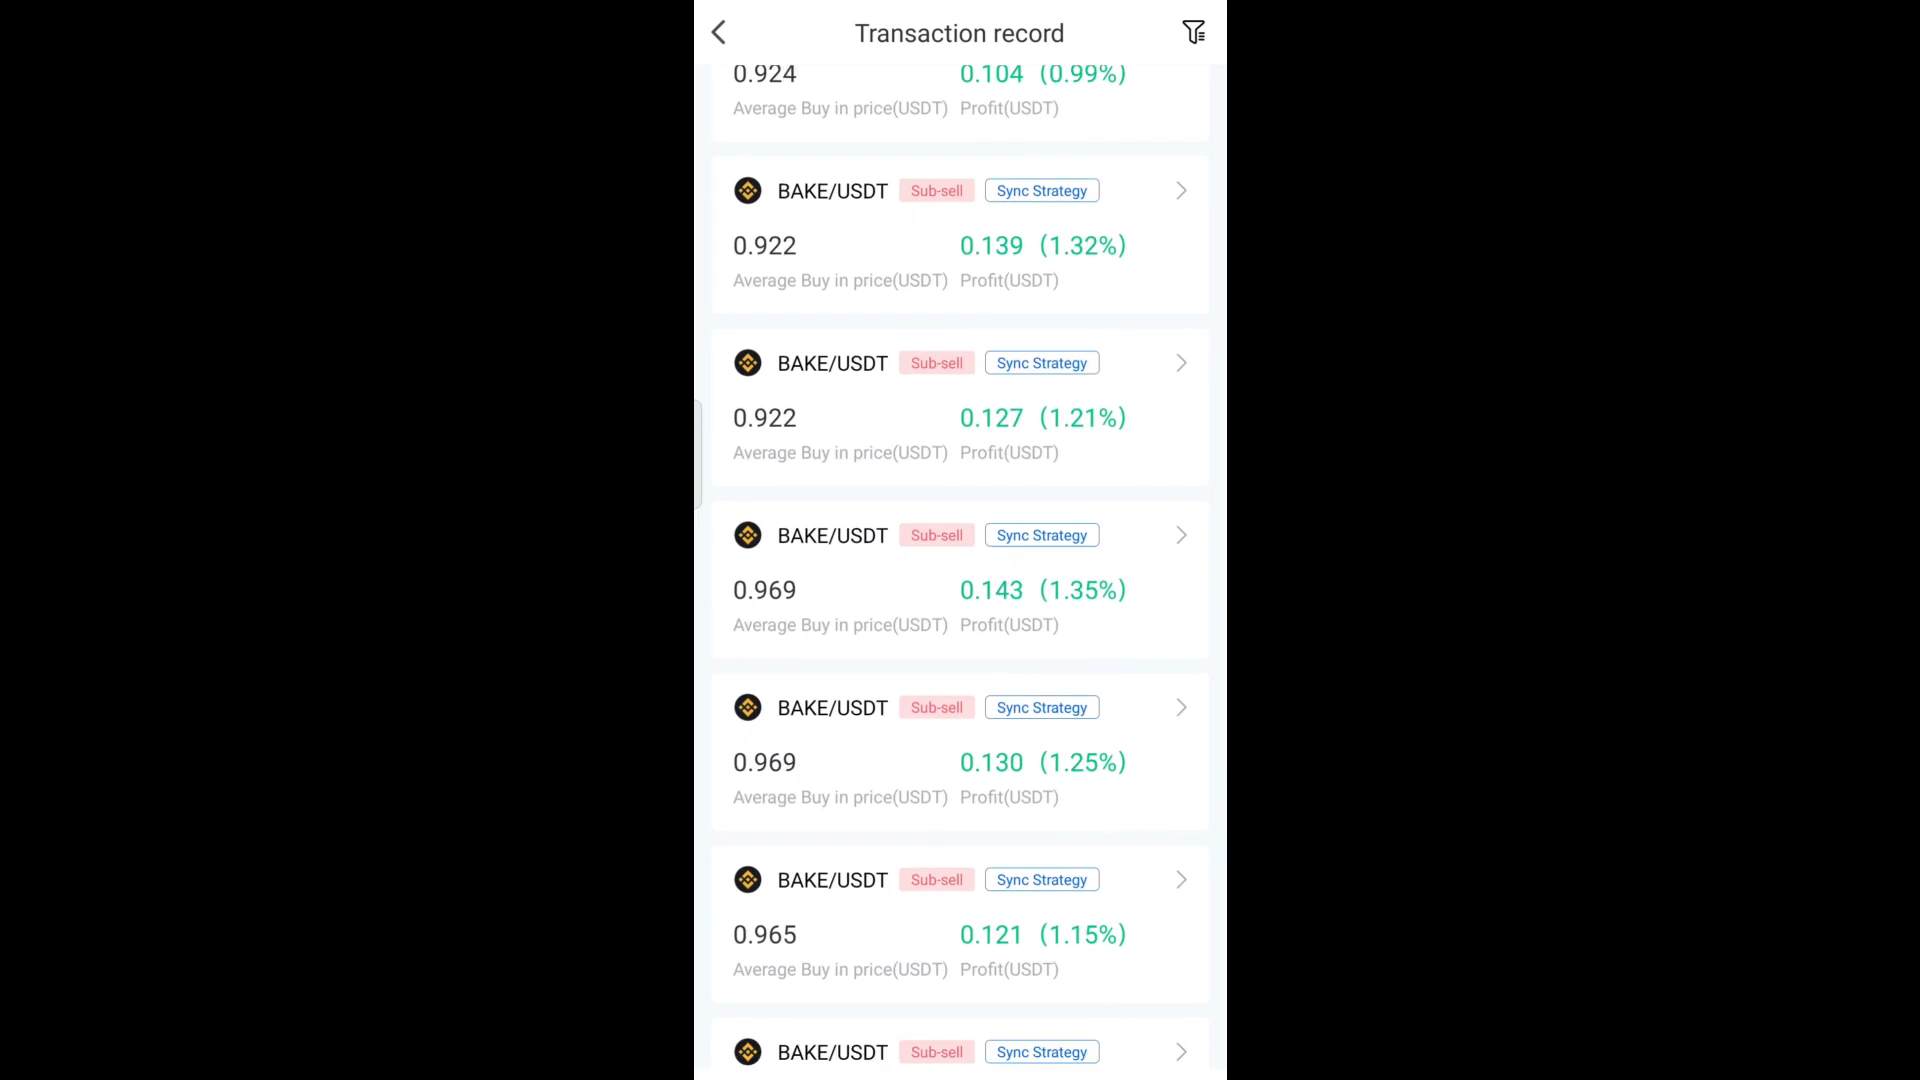 Transaction record
0.924 0.104 (0.99%)
Average Buy in price(USDT) Profit(USDT)
BAKE/USDT Sub-sell Sync Strategy
0.922 0.139 (1.32%)
Average Buy in price(USDT) Profit(USDT)
BAKE/USDT Sub-sell Sync Strategy
0.922 0.127 (1.21%)
Average Buy in price(USDT) Profit(USDT)
BAKE/USDT Sub-sell Sync Strategy
0.969 0.143 (1.35%)
Average Buy in price(USDT) Profit(USDT)
BAKE/USDT Sub-sell Sync Strategy
0.969 0.130 (1.25%)
Average Buy in price(USDT) Profit(USDT)
BAKE/USDT Sub-sell Sync Strategy
0.965 0.121 (1.15%)
Average Buy in price(USDT) Profit(USDT)
BAKE/USDT Sub-sell Sync Strategy